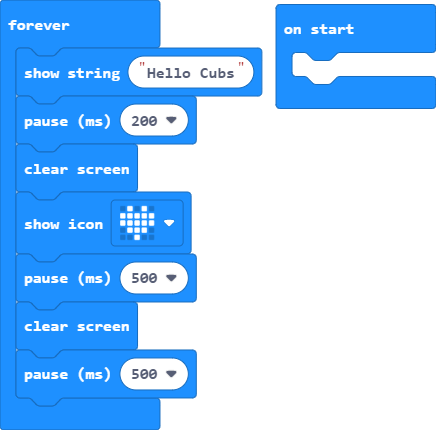 forever
show string "Hello Cubs"
pause (ms) 200
clear screen
show icon
pause (ms) 500
clear screen
pause (ms) 500
on start